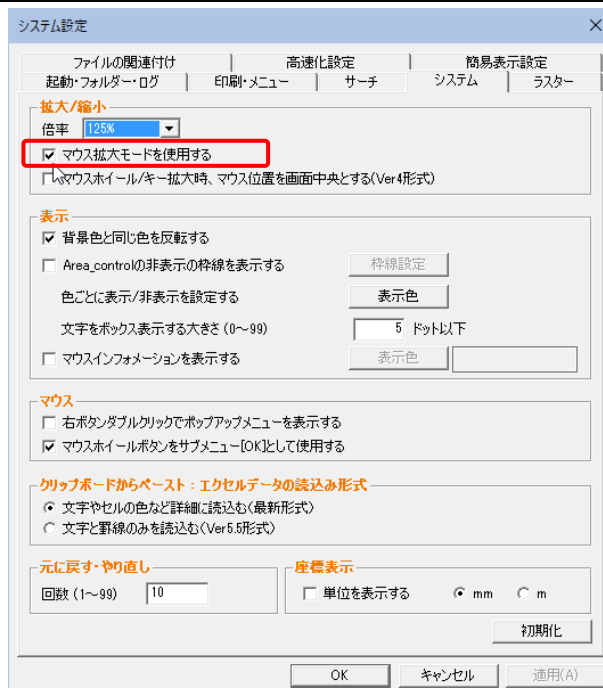 システム設定
ファイルの関連付け 高速化設定 簡易表示設定
起動・フォルダー・ログ 印刷・メニュー サーチ システム ラスター
拡大/縮小
倍率 125%
マウス拡大モードを使用する
マウスホイール/キー拡大時、マウス位置を画面中央とする(Ver4形式)
表示
背景色と同じ色を反転する
Area_controlの非表示の枠線を表示する 枠線設定
色ごとに表示/非表示を設定する 表示色
文字をボックス表示する大きさ(0～99) 5 ドット以下
マウスインフォメーションを表示する 表示色
マウス
右ボタンダブルクリックでポップアップメニューを表示する
マウスホイールボタンをサブメニュー[OK]として使用する
クリップボードからペースト：エクセルデータの読込み形式
文字やセルの色など詳細に読込む(最新形式)
文字と罫線のみを読込む(Ver5.5形式)
元に戻す・やり直し 座標表示
回数(1～99) 10 単位を表示する mm m
初期化
OK キャンセル 適用(A)